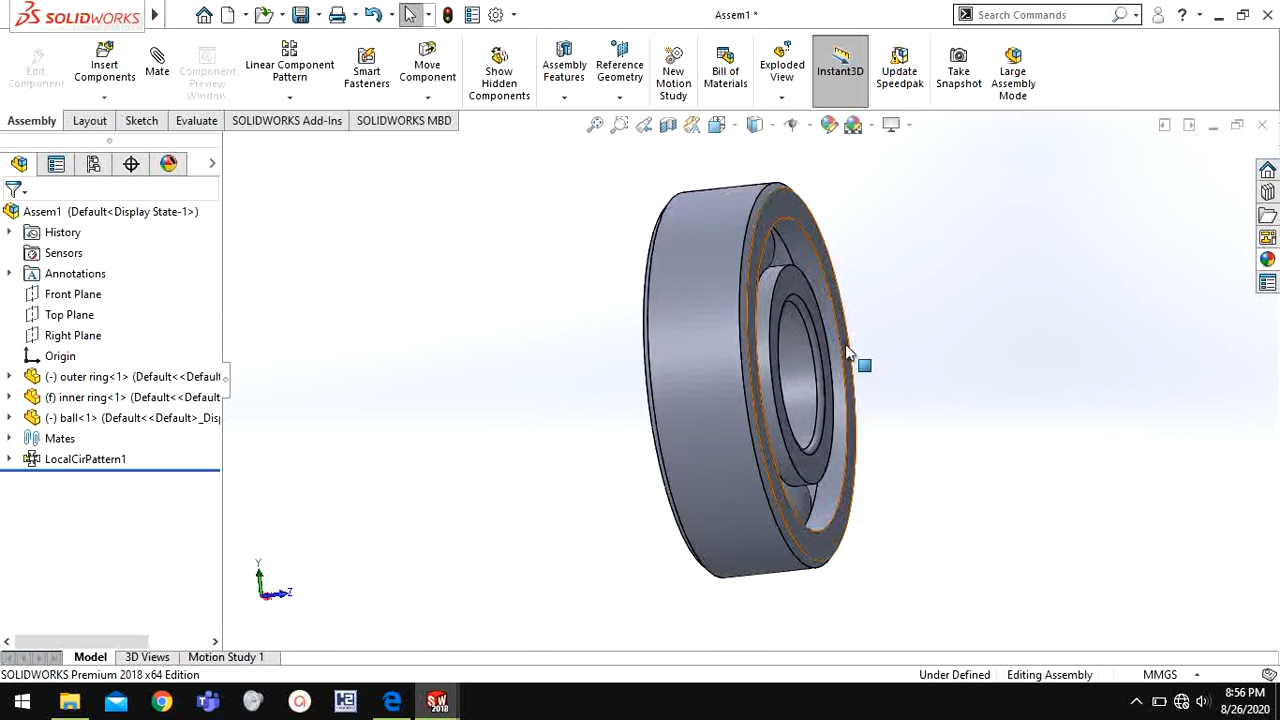 SOLIDWORKS
Assem1 *
Search Commands
Edit Component
Insert Components
Mate
Component Preview Window
Linear Component Pattern
Smart Fasteners
Move Component
Show Hidden Components
Assembly Features
Reference Geometry
New Motion Study
Bill of Materials
Exploded View
Instant3D
Update Speedpak
Take Snapshot
Large Assembly Mode
Assembly
Layout
Sketch
Evaluate
SOLIDWORKS Add-Ins
SOLIDWORKS MBD
Assem1 (Default<Display State-1>)
History
Sensors
Annotations
Front Plane
Top Plane
Right Plane
Origin
(-) outer ring<1> (Default<<Default
(f) inner ring<1> (Default<<Default
(-) ball<1> (Default<<Default>_Disp
Mates
LocalCirPattern1
Y
Z
Model
3D Views
Motion Study 1
SOLIDWORKS Premium 2018 x64 Edition
Under Defined
Editing Assembly
MMGS
SW
2018
8:56 PM
8/26/2020